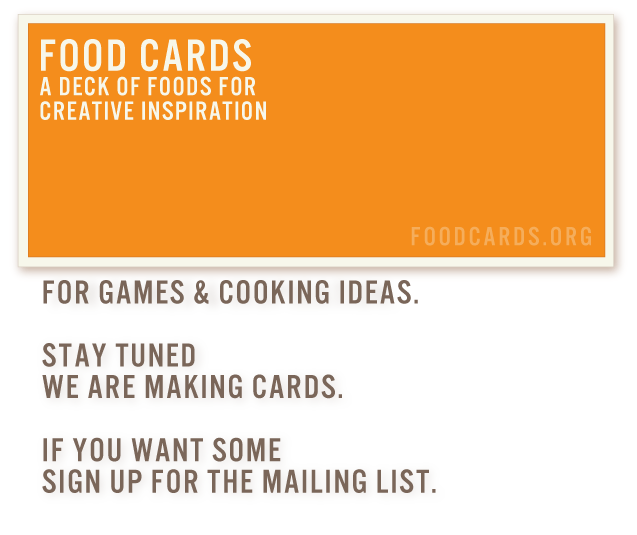 FOOD CARDS
A DECK OF FOODS FOR
CREATIVE INSPIRATION
FOODCARDS.ORG
FOR GAMES & COOKING IDEAS.
STAY TUNED
WE ARE MAKING CARDS.
IF YOU WANT SOME
SIGN UP FOR THE MAILING LIST.